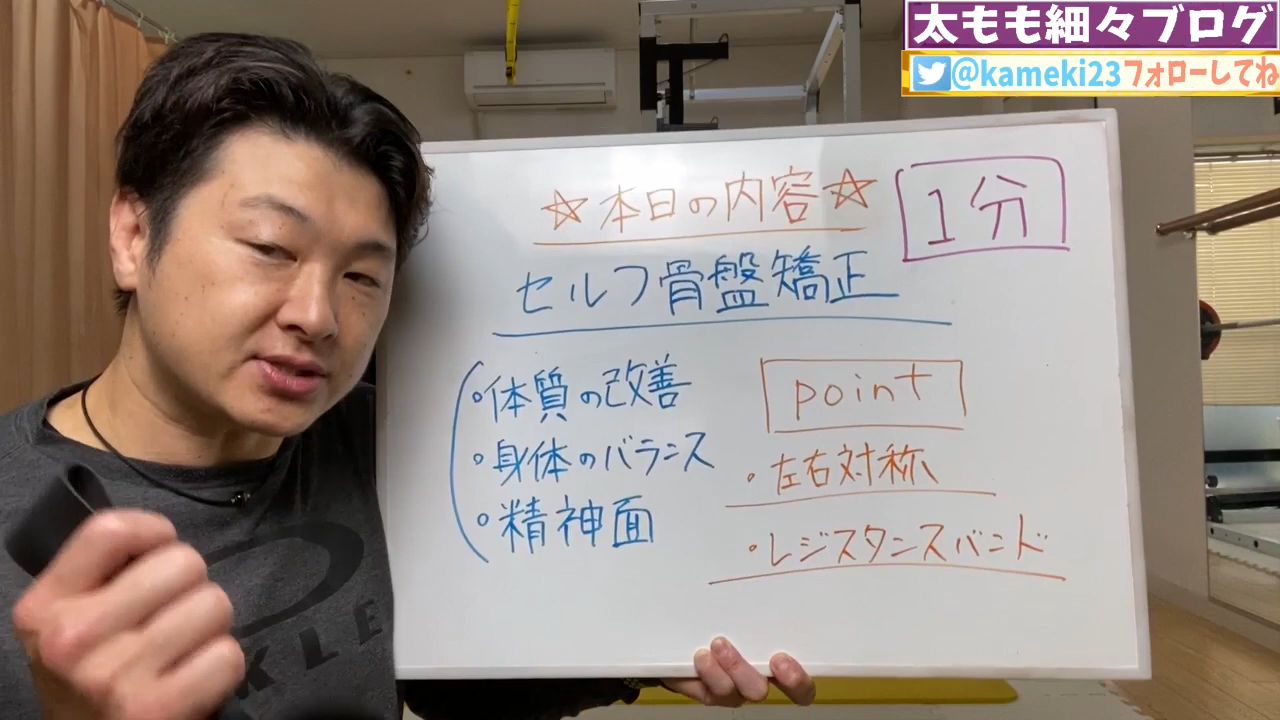 太もも細々ブログ
@kameki23フォローしてね
☆本日の内容☆
1分
セルフ骨盤矯正
・体質の改善
・身体のバランス
・精神面
point
・左右対称
・レジスタンスバンド
KLE